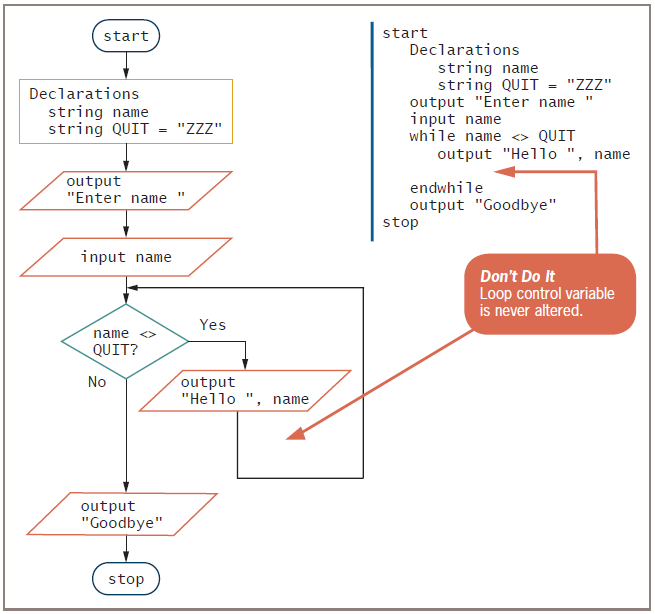 start
Declarations
string name
string QUIT = "ZZZ"
output
"Enter name "
input name
name <>
QUIT?
Yes
No
output
"Hello ", name
output
"Goodbye"
stop
start
Declarations
string name
string QUIT = "ZZZ"
output "Enter name "
input name
while name <> QUIT
output "Hello ", name
endwhile
output "Goodbye"
stop
Don't Do It
Loop control variable
is never altered.